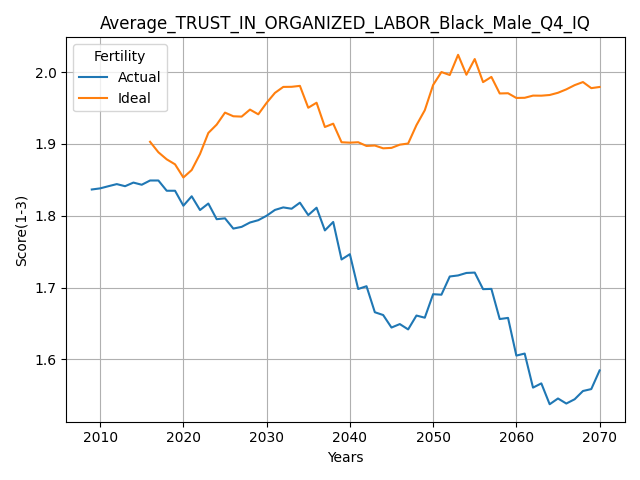 Average_TRUST_IN_ORGANIZED_LABOR_Black_Male_Q4_IQ
Fertility
Actual
Ideal
Score(1-3)
2.0
1.9
1.8
1.7
1.6
2010 2020 2030 2040 2050 2060 2070
Years